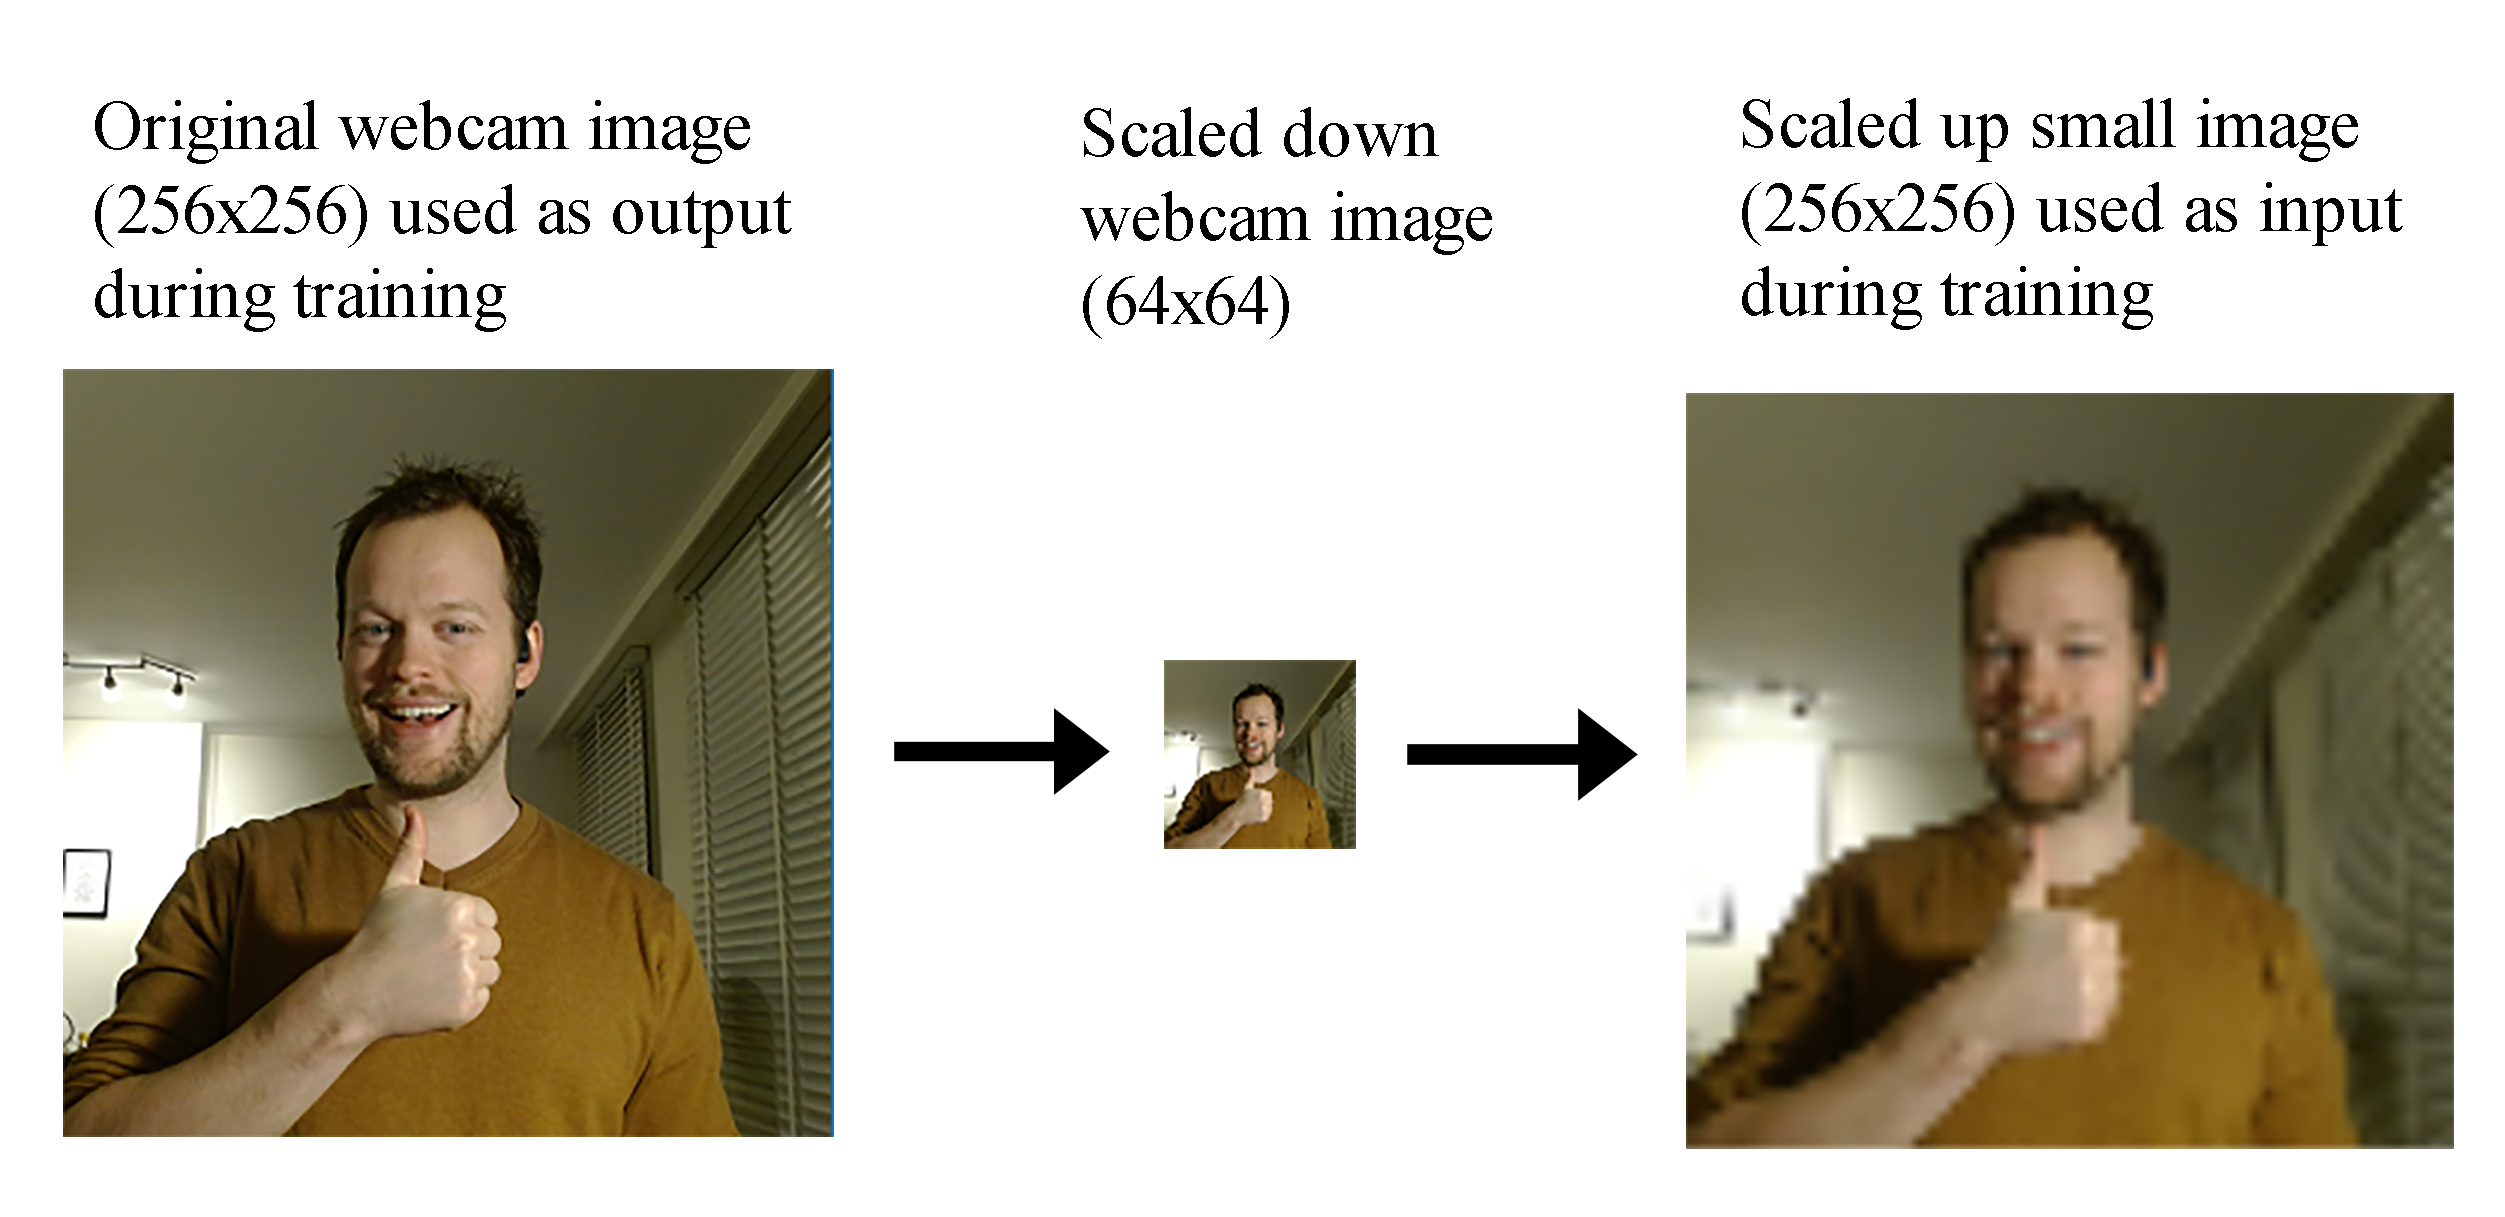 Original webcam image
(256x256) used as output
during training
Scaled down
webcam image
(64x64)
Scaled up small image
(256x256) used as input
during training